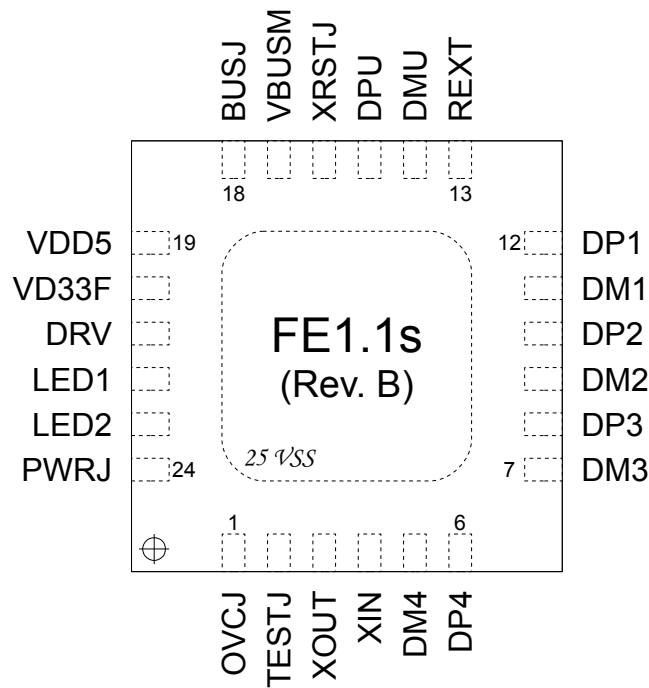 BUSJ
VBUSM
XRSTJ
DPU
DMU
REXT
18
13
VDD5
19
12
DP1
VD33F
DM1
DRV
DP2
FE1.1s
LED1
(Rev. B)
DM2
LED2
DP3
PWRJ
24
25 VSS
7
DM3
1
6
OVCJ
TESTJ
XOUT
XIN
DM4
DP4